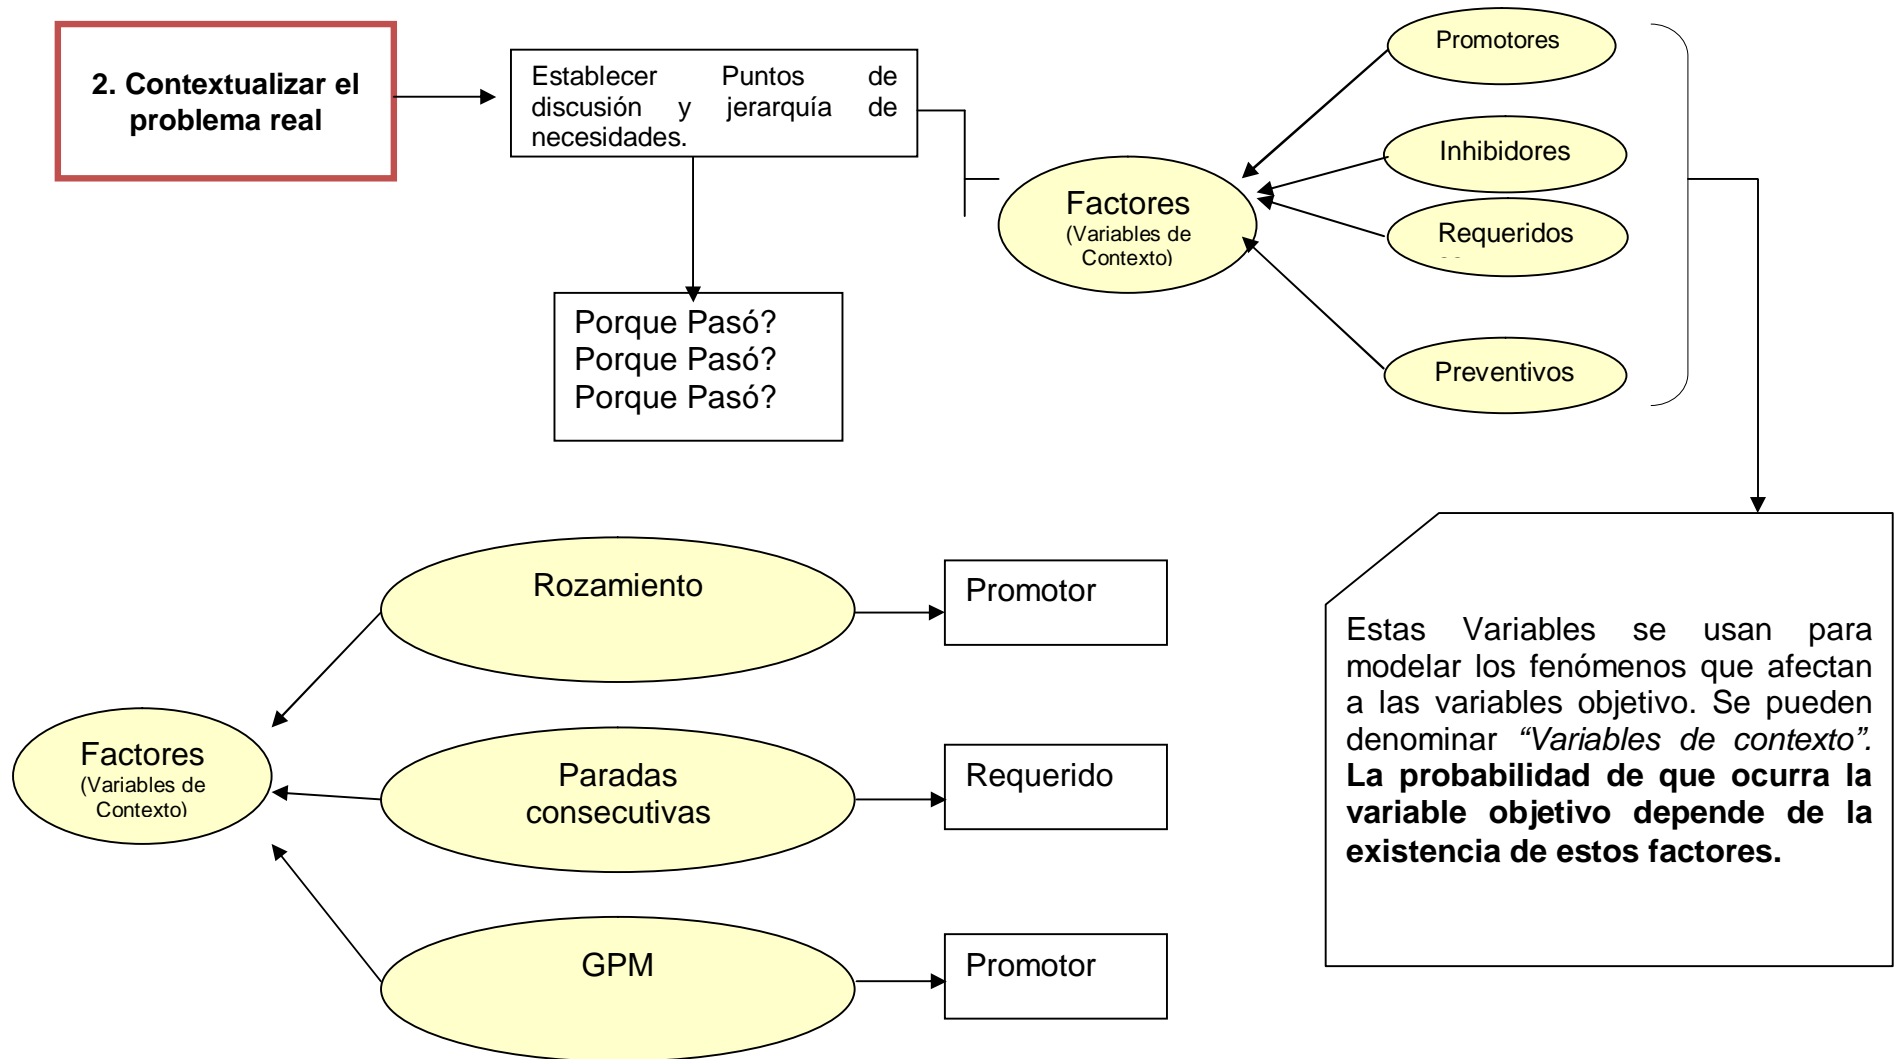 2. Contextualizar el
problema real
Establecer Puntos de
discusión y jerarquía de
necesidades.
Porque Pasó?
Porque Pasó?
Porque Pasó?
Factores
(Variables de
Contexto)
Promotores
Inhibidores
Requeridos
Preventivos
Estas Variables se usan para
modelar los fenómenos que afectan
a las variables objetivo. Se pueden
denominar “Variables de contexto”.
La probabilidad de que ocurra la
variable objetivo depende de la
existencia de estos factores.
Factores
(Variables de
Contexto)
Rozamiento
Promotor
Paradas
consecutivas
Requerido
GPM
Promotor